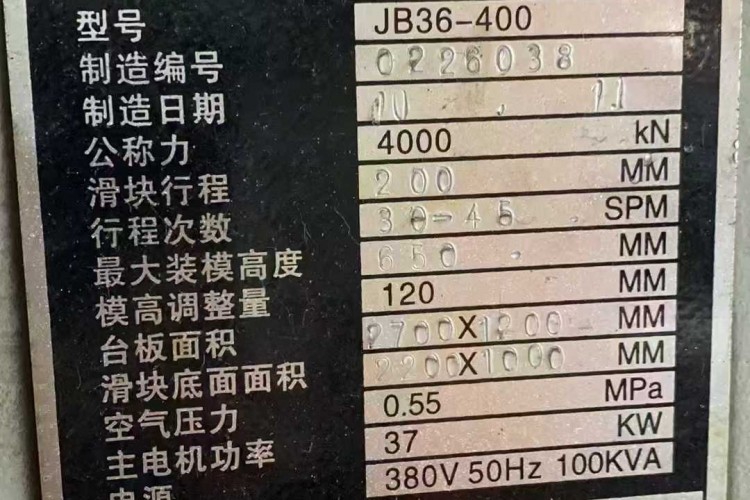 型号 JB36-400
制造编号 0226038
制造日期 10 . 11
公称力 4000 kN
滑块行程 200 MM
行程次数 30-45 SPM
最大装模高度 650 MM
模高调整量 120 MM
台板面积 2700X1200 MM
滑块底面面积 2200X1000 MM
空气压力 0.55 MPa
主电机功率 37 KW
电源 380V 50Hz 100KVA